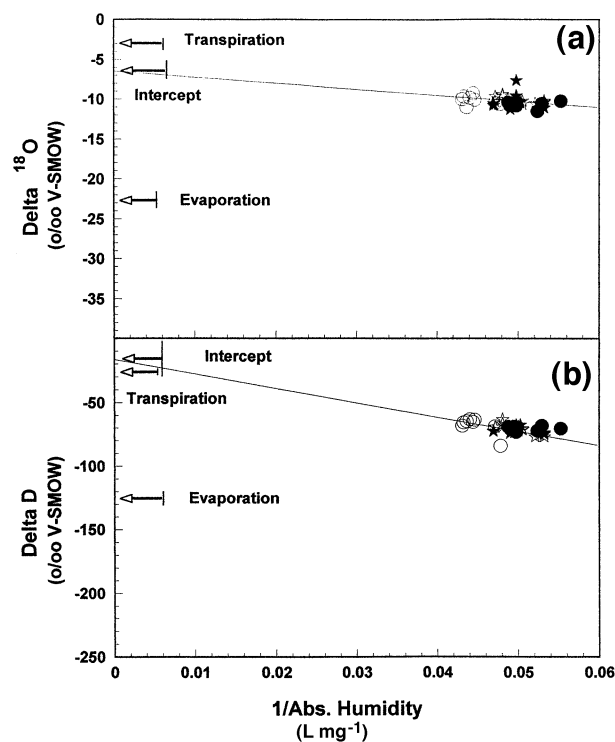 0
(a)
Transpiration
-5
Intercept
-10
-15
-20
Evaporation
-25
-30
-35
Delta 18O
(o/oo V-SMOW)
Intercept
(b)
Transpiration
-50
-100
Evaporation
-150
-200
-250
Delta D
(o/oo V-SMOW)
0 0.01 0.02 0.03 0.04 0.05 0.06
1/Abs. Humidity
(L mg-1)